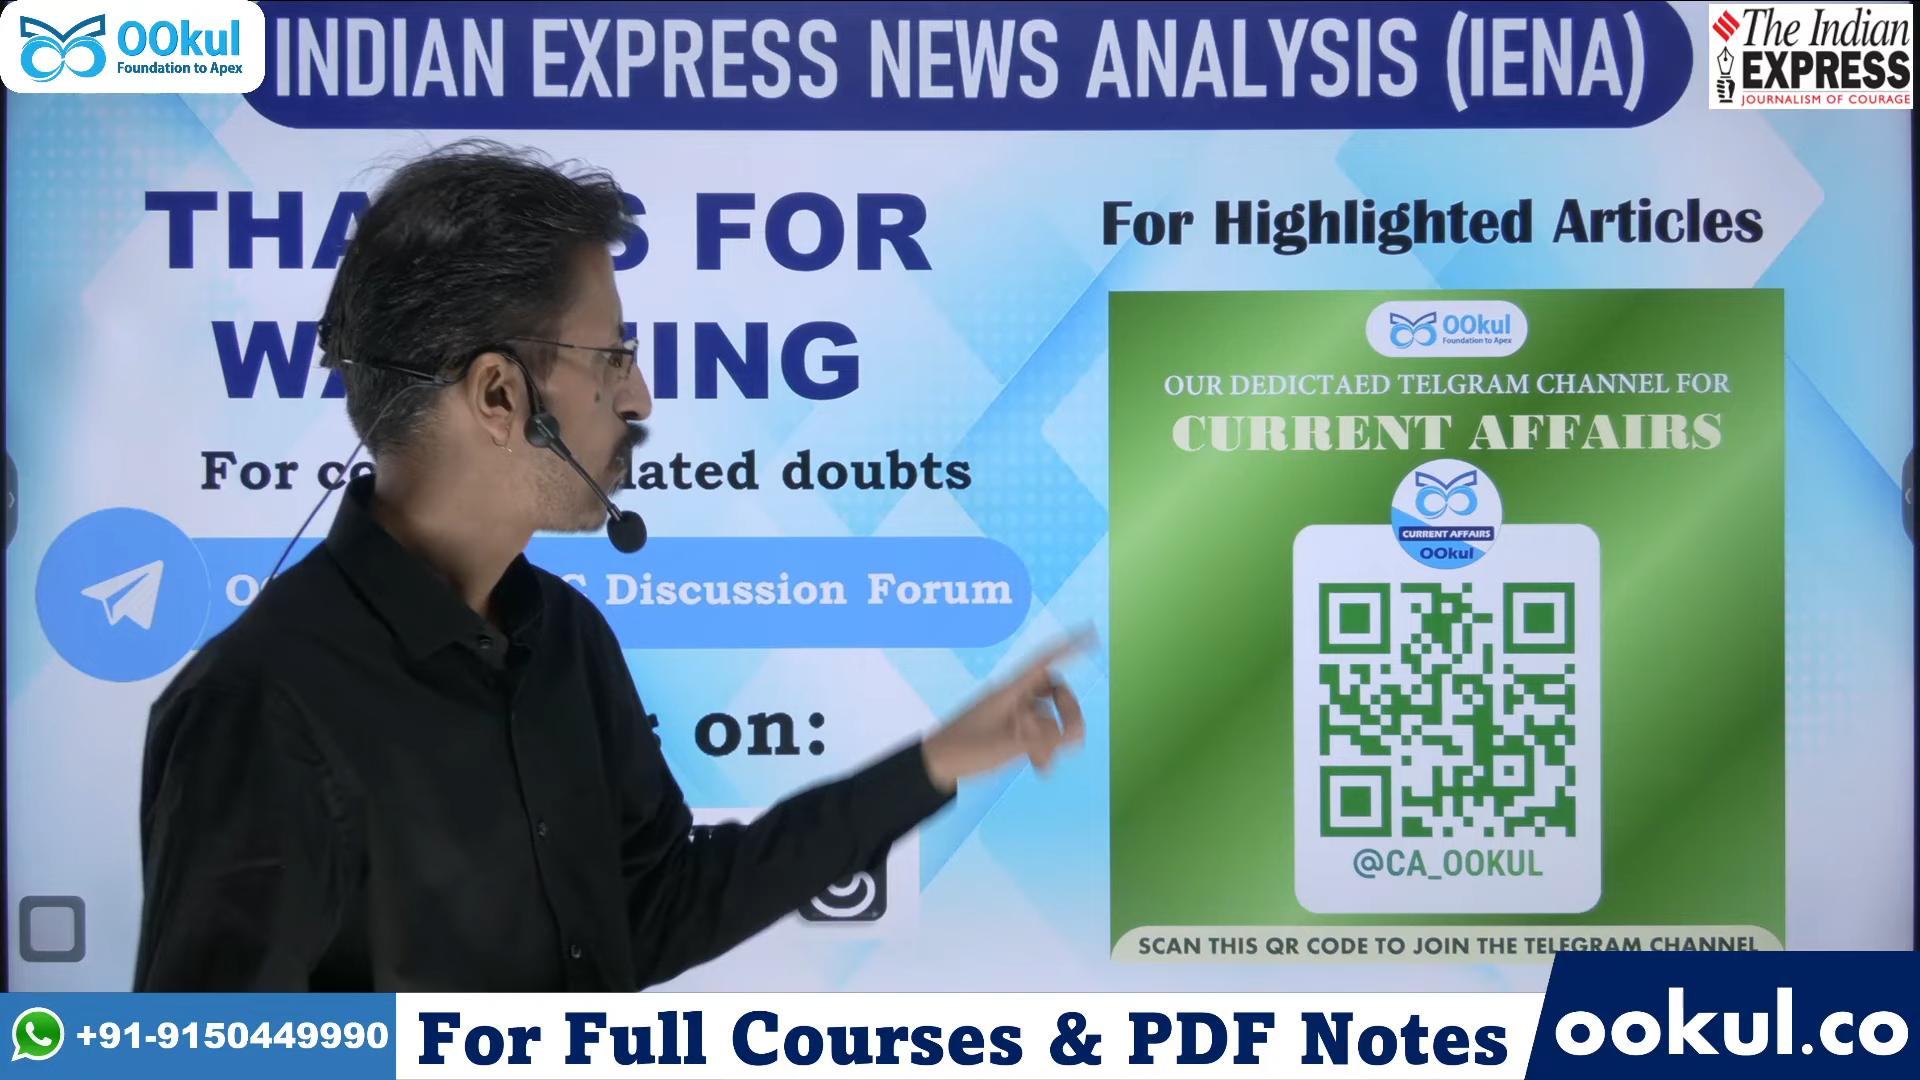 OOkul
Foundation to Apex
INDIAN EXPRESS NEWS ANALYSIS (IENA)
The Indian
EXPRESS
JOURNALISM OF COURAGE
FOR
For doubts
Discussion Forum
on:
For Highlighted Articles
OOkul
Foundation to Apex
OUR DEDICTAED TELGRAM CHANNEL FOR
CURRENT AFFAIRS
CURRENT AFFAIRS
OOkul
@CA_OOKUL
SCAN THIS QR CODE TO JOIN THE TELEGRAM CHANNEL
+91-9150449990
For Full Courses & PDF Notes
ookul.co